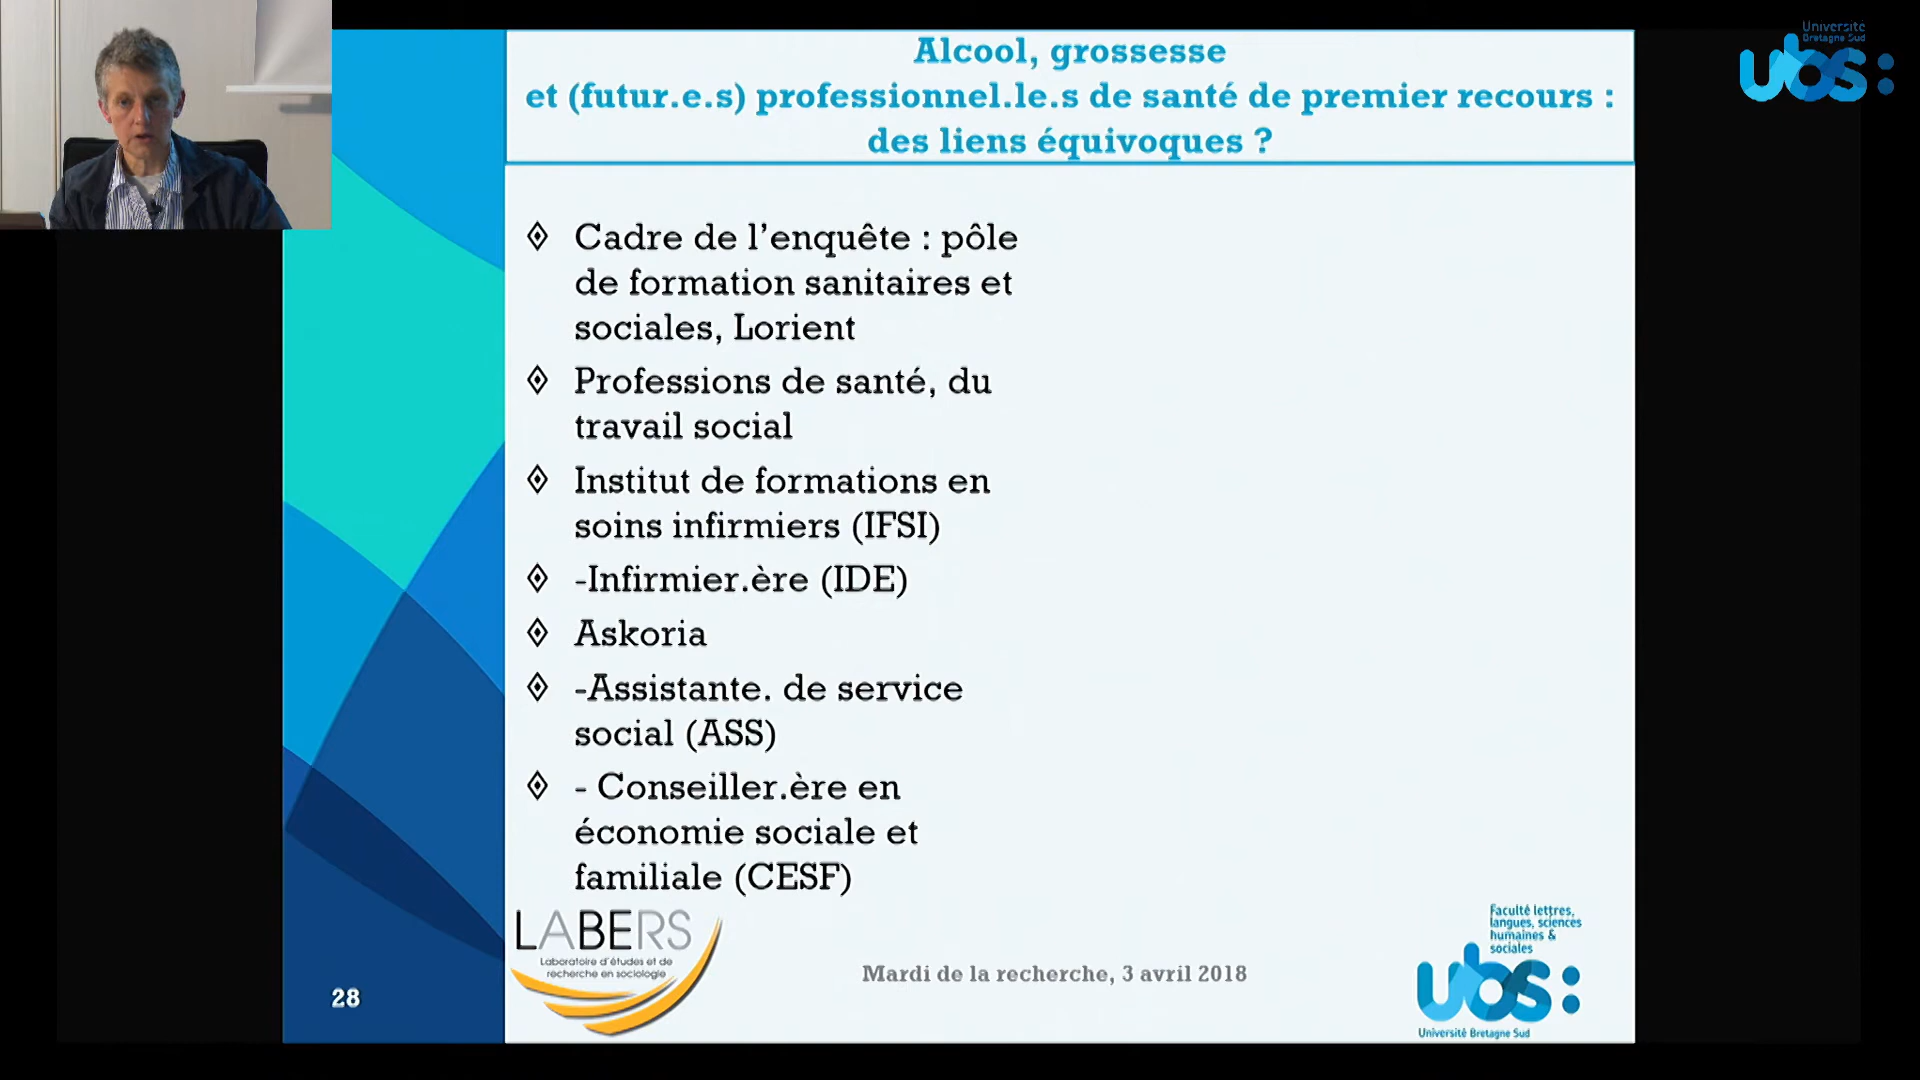 Alcool, grossesse
et (futur.e.s) professionnel.le.s de santé de premier recours :
des liens équivoques ?
Université
Bretagne Sud
ubs:
Cadre de l’enquête : pôle
de formation sanitaires et
sociales, Lorient
Professions de santé, du
travail social
Institut de formations en
soins infirmiers (IFSI)
-Infirmier.ère (IDE)
Askoria
-Assistante. de service
social (ASS)
- Conseiller.ère en
économie sociale et
familiale (CESF)
LABERS
Laboratoire d'études et de
recherche en sociologie
28
Mardi de la recherche, 3 avril 2018
Faculté lettres,
langues, sciences
humaines &
sociales
ubs:
Université Bretagne Sud